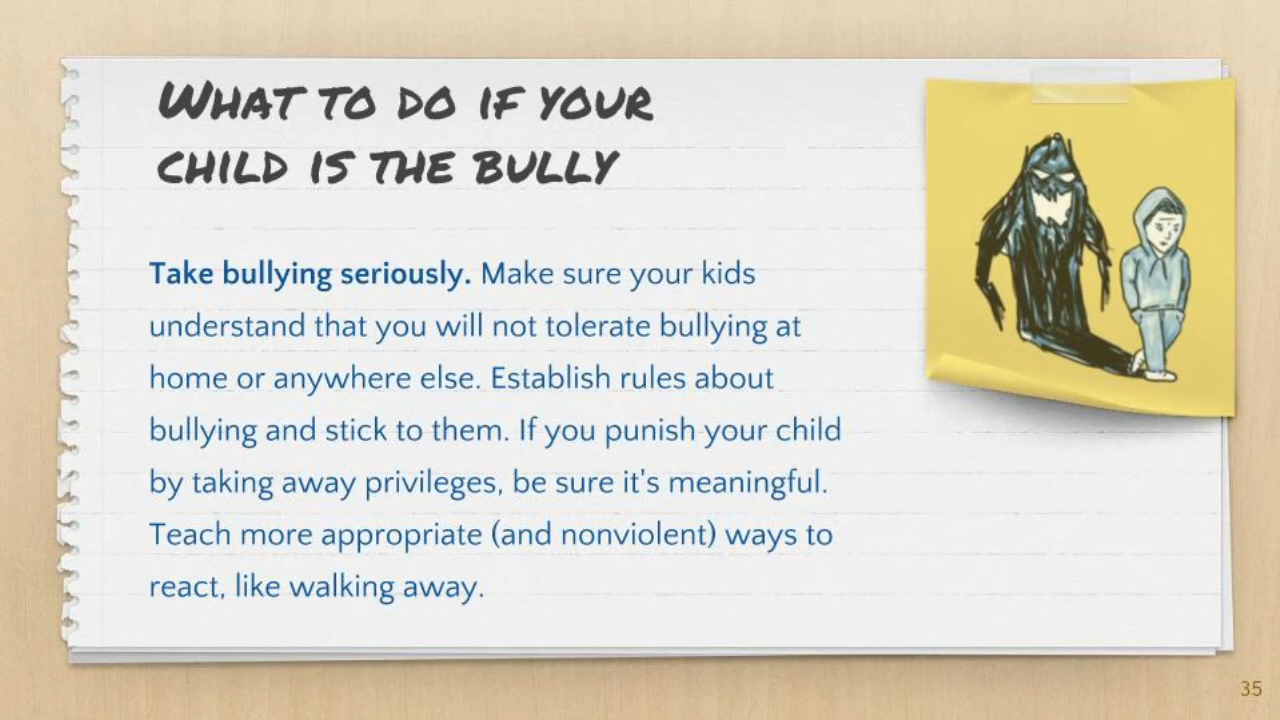 WHAT TO DO IF YOUR
CHILD IS THE BULLY
Take bullying seriously. Make sure your kids
understand that you will not tolerate bullying at
home or anywhere else. Establish rules about
bullying and stick to them. If you punish your child
by taking away privileges, be sure it's meaningful.
Teach more appropriate (and nonviolent) ways to
react, like walking away.
35